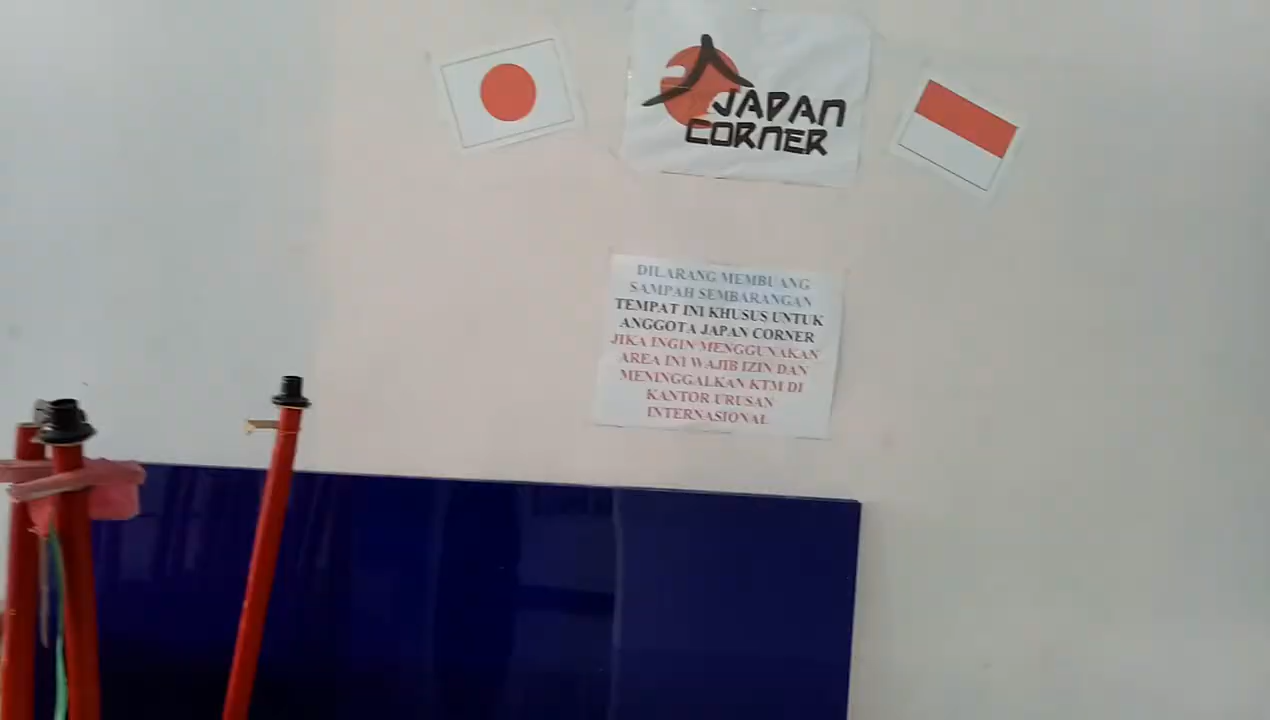 JAPAN
CORNER
DILARANG MEMBUANG
SAMPAH SEMBARANGAN
TEMPAT INI KHUSUS UNTUK
ANGGOTA JAPAN CORNER
JIKA INGIN MENGGUNAKAN
AREA INI WAJIB IZIN DAN
MENINGGALKAN KTM DI
KANTOR URUSAN
INTERNASIONAL